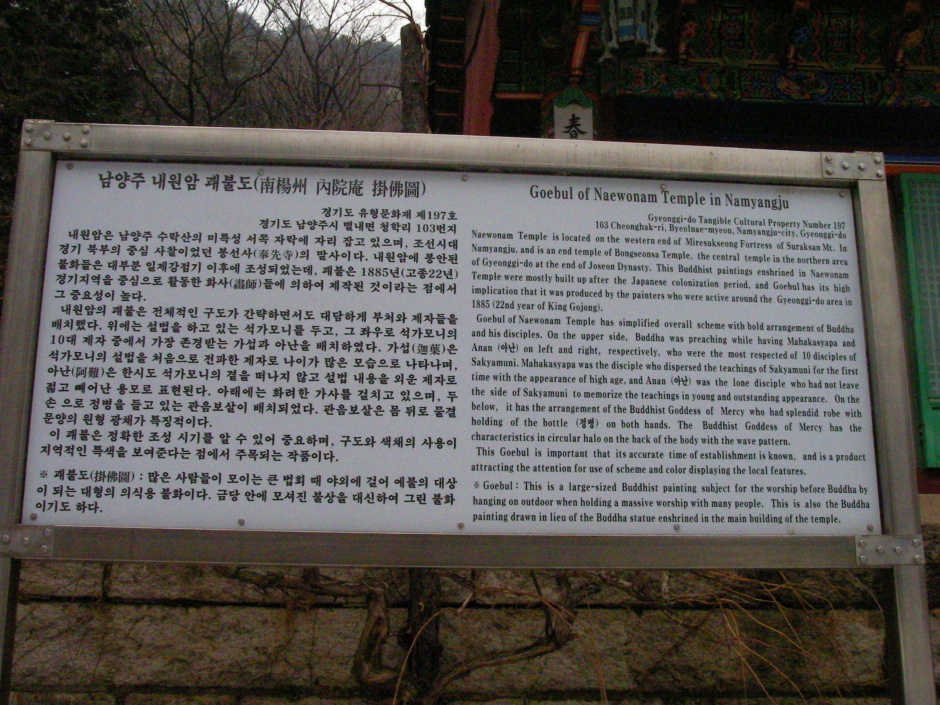 春
남양주 내원암 괘불도(南楊州 內院庵 掛佛圖)
경기도 유형문화재 제197호
경기도 남양주시 별내면 청학리 103번지
내원암은 남양주 수락산의 미륵성 서쪽 자락에 자리 잡고 있으며, 조선시대
경기 북부의 중심 사찰이었던 봉선사(奉先寺)의 말사이다. 내원암에 봉안된
불화들은 대부분 일제강점기 이후에 조성되었는데, 괘불은 1885년(고종22년)
경기지역을 중심으로 활동한 화사(畵師)들에 의하여 제작된 것이라는 점에서
그 중요성이 높다.
내원암의 괘불은 전체적인 구도가 간략하면서도 대담하게 부처와 제자들을
배치했다. 위에는 설법을 하고 있는 석가모니를 두고, 그 좌우로 석가모니의
10대 제자 중에서 가장 존경받는 가섭과 아난을 배치하였다. 가섭(迦葉)은
석가모니의 설법을 처음으로 전파한 제자로 나이가 많은 모습으로 나타나며,
아난(阿難)은 한시도 석가모니의 곁을 떠나지 않고 설법 내용을 외운 제자로
젊고 빼어난 용모로 표현된다. 아래에는 화려한 가사를 걸치고 있으며, 두
손 으로 정병을 들고 있는 관음보살이 배치되었다. 관음보살은 몸 뒤로 물결
문양의 원형 광채가 특징적이다.
이 괘불은 정확한 조성 시기를 알 수 있어 중요하며, 구도와 색채의 사용이
지역적인 특색을 보여준다는 점에서 주목되는 작품이다.
※ 괘불도(掛佛圖) : 많은 사람들이 모이는 큰 법회 때 야외에 걸어 예불의 대상
이 되는 대형의 의식용 불화이다. 금당 안에 모셔진 불상을 대신하여 그린 불화
이기도 하다.
Goebul of Naewonam Temple in Namyangju
Gyeonggi-do Tangible Cultural Property Number 197
103 Cheonghak-ri, Byeolnae-myeon, Namyangju-city, Gyeonggi-do
Naewonam Temple is located on the western end of Miresukseong Fortress of Suraksan Mt. In
Namyangju, and is an end temple of Bongseonsa Temple, the central temple in the northern area
of Gyeonggi-do at the end of Joseon Dynasty. This Buddhist paintings enshrined in Naewonam
Temple were mostly built up after the Japanese colonization period, and Goebul has its high
implication that it was produced by the painters who were active around the Gyeonggi-do area in
1885 (22nd year of King Gojong).
Goebul of Naewonam Temple has simplified overall scheme with bold arrangement of Buddha
and his disciples. On the upper side, Buddha was preaching while having Mahakasyapa and
Anan (아난) on left and right, respectively, who were the most respected of 10 disciples of
Sakyamuni. Mahakasyapa was the disciple who dispersed the teachings of Sakyamuni for the first
time with the appearance of high age, and Anan (아난) was the lone disciple who had not leave
the side of Sakyamuni to memorize the teachings in young and outstanding appearance. On the
below, it has the arrangement of the Buddhist Goddess of Mercy who had splendid robe with
holding of the bottle (정병) on both hands. The Buddhist Goddess of Mercy has the
characteristics in circular halo on the back of the body with the wave pattern.
This Goebul is important that its accurate time of establishment is known, and is a product
attracting the attention for use of scheme and color displaying the local features.
※ Goebul : This is a large-sized Buddhist painting subject for the worship before Buddha by
hanging on outdoor when holding a massive worship with many people. This is also the Buddha
painting drawn in lieu of the Buddha statue enshrined in the main building of the temple.